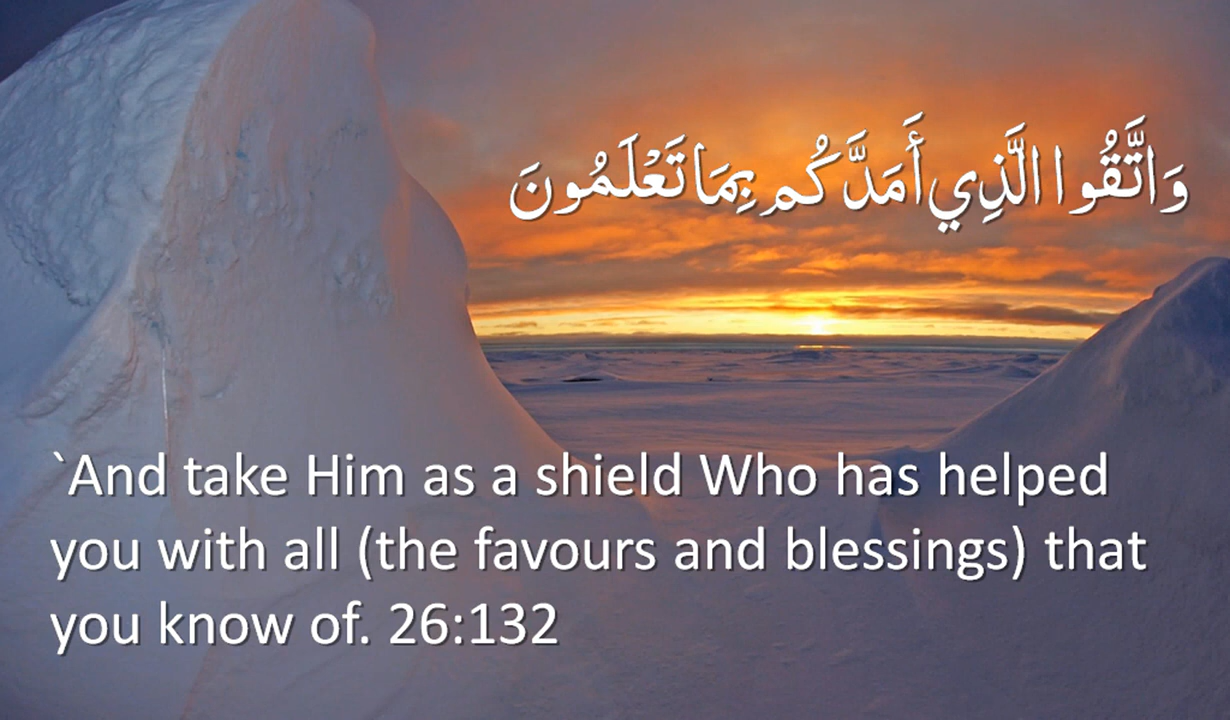 وَاتَّقُوا الَّذِي أَمَدَّكُم بِمَا تَعْلَمُونَ
`And take Him as a shield Who has helped
you with all (the favours and blessings) that
you know of. 26:132